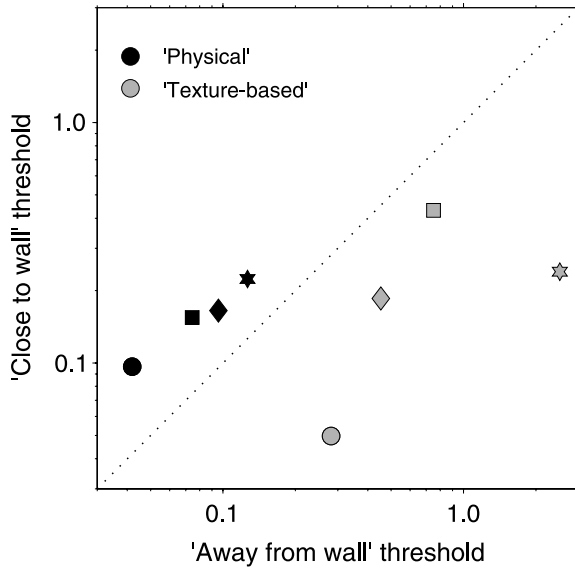 'Physical'
'Texture-based'
1.0
0.1
'Close to wall' threshold
0.1 1.0
'Away from wall' threshold